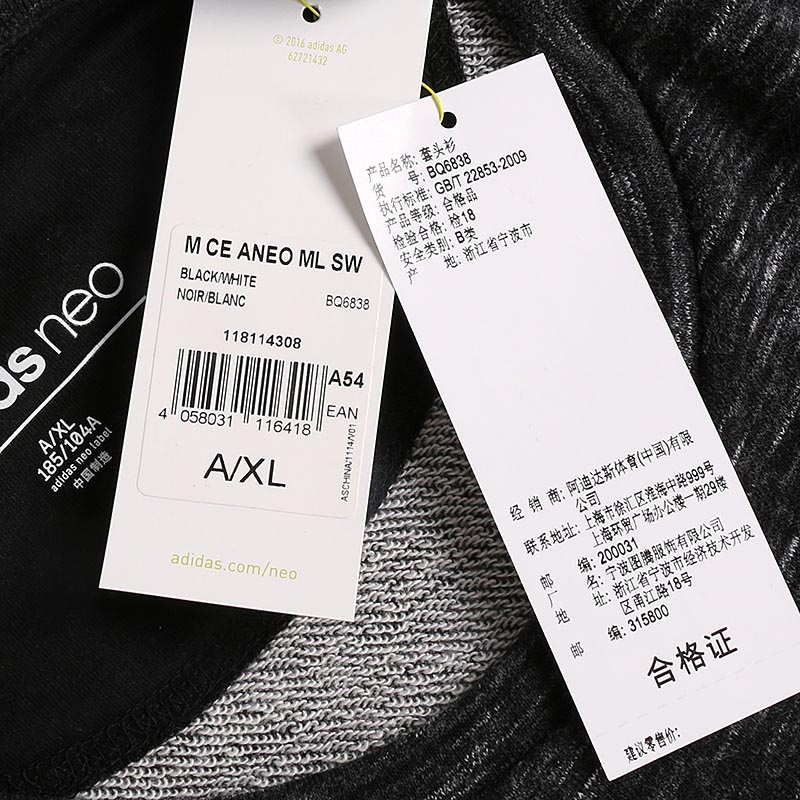 © 2016 adidas AG
62721432
M CE ANEO ML SW
BLACK/WHITE
NOIR/BLANC BQ6838
118114308
A54
EAN
4 058031 116418
A/XL
ASCHINA/1114/V01
adidas.com/neo
das neo
A/XL
185/104A
adidas neo label
中国制造
产品名称: 套头衫
货 号: BQ6838
执行标准: GB/T 22853-2009
产品等级: 合格品
检验合格: 检18
安全类别: B类
产 地: 浙江省宁波市
经 销 商: 阿迪达斯体育(中国)有限
公司
联系地址: 上海市徐汇区淮海中路999号
上海环贸广场办公楼一期29楼
邮 编: 200031
厂 名: 宁波图腾服饰有限公司
地 址: 浙江省宁波市经济技术开发
区甬江路18号
邮 编: 315800
合格证
建议零售价: